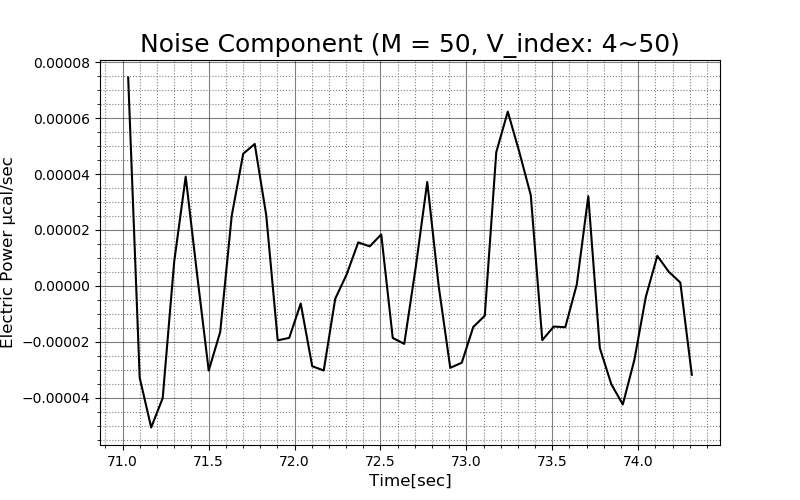 Noise Component (M = 50, V_index: 4~50)
Electric Power μcal/sec
0.00008
0.00006
0.00004
0.00002
0.00000
−0.00002
−0.00004
71.0 71.5 72.0 72.5 73.0 73.5 74.0
Time[sec]